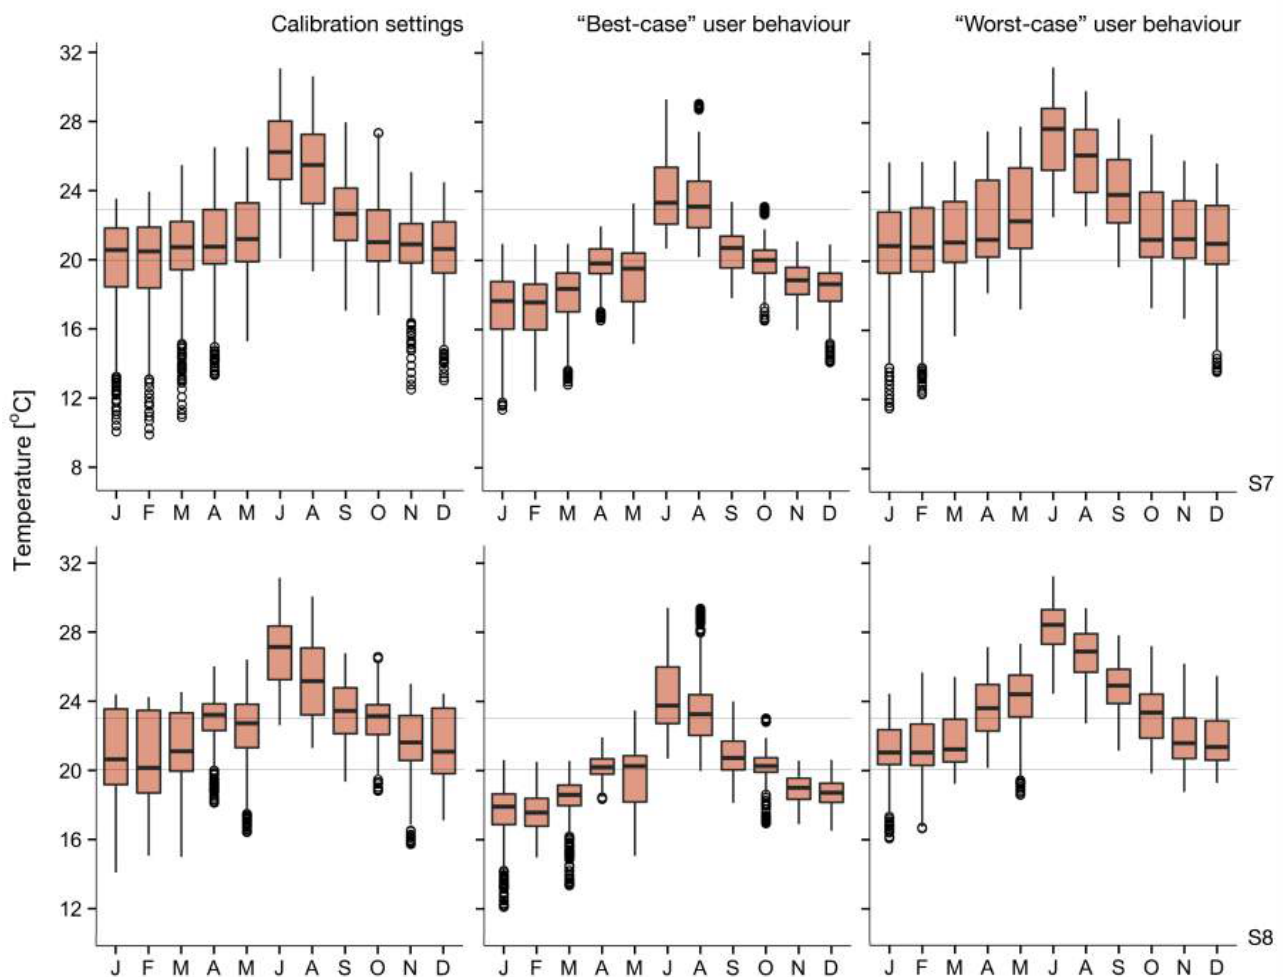 Calibration settings “Best-case” user behaviour “Worst-case” user behaviour
32
28
24
20
16
12
8
J F M A M J A S O N D J F M A M J A S O N D J F M A M J A S O N D
S7
Temperature [°C]
32
28
24
20
16
12
J F M A M J A S O N D J F M A M J A S O N D J F M A M J A S O N D
S8